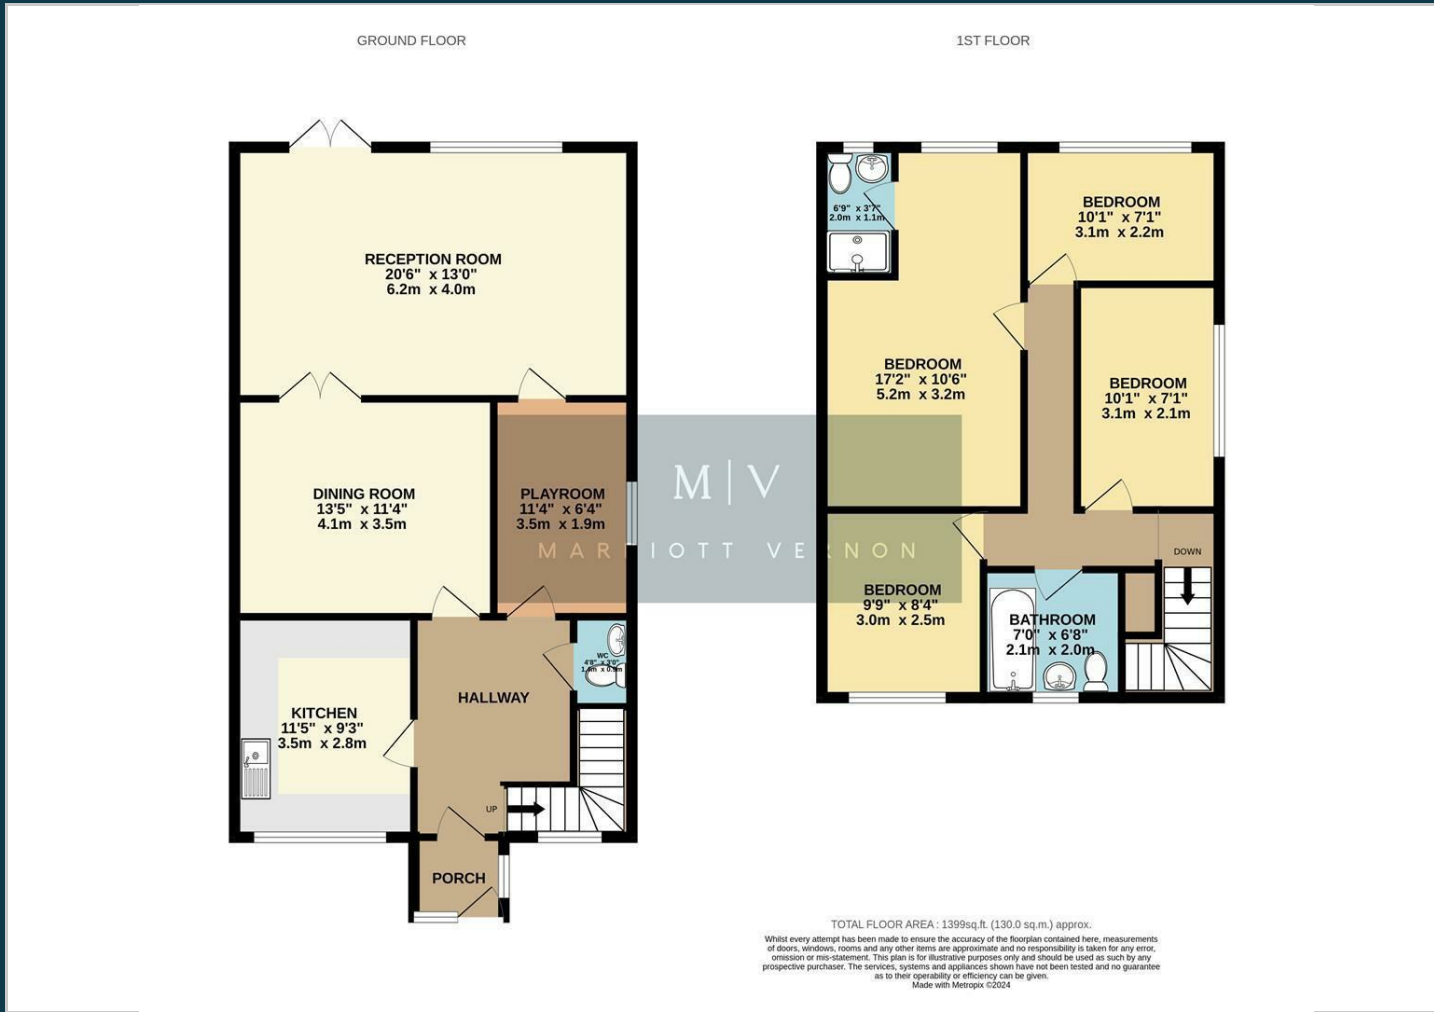 GROUND FLOOR
RECEPTION ROOM
20'6" x 13'0"
6.2m x 4.0m
DINING ROOM
13'5" x 11'4"
4.1m x 3.5m
PLAYROOM
11'4" x 6'4"
3.5m x 1.9m
WC
4'8" x 3'0"
HALLWAY
KITCHEN
11'5" x 9'3"
3.5m x 2.8m
UP
PORCH
M|V
MARRIOTT VERNON
1ST FLOOR
6'9" x 3'7"
2.0m x 1.1m
BEDROOM
10'1" x 7'1"
3.1m x 2.2m
BEDROOM
17'2" x 10'6"
5.2m x 3.2m
BEDROOM
10'1" x 7'1"
3.1m x 2.1m
DOWN
BEDROOM
9'9" x 8'4"
3.0m x 2.5m
BATHROOM
7'0" x 6'8"
2.1m x 2.0m
TOTAL FLOOR AREA : 1399sq.ft. (130.0 sq.m.) approx.
Whilst every attempt has been made to ensure the accuracy of the floorplan contained here, measurements
of doors, windows, rooms and any other items are approximate and no responsibility is taken for any error,
omission or mis-statement. This plan is for illustrative purposes only and should be used as such by any
prospective purchaser. The services, systems and appliances shown have not been tested and no guarantee
as to their operability or efficiency can be given.
Made with Metropix ©2024